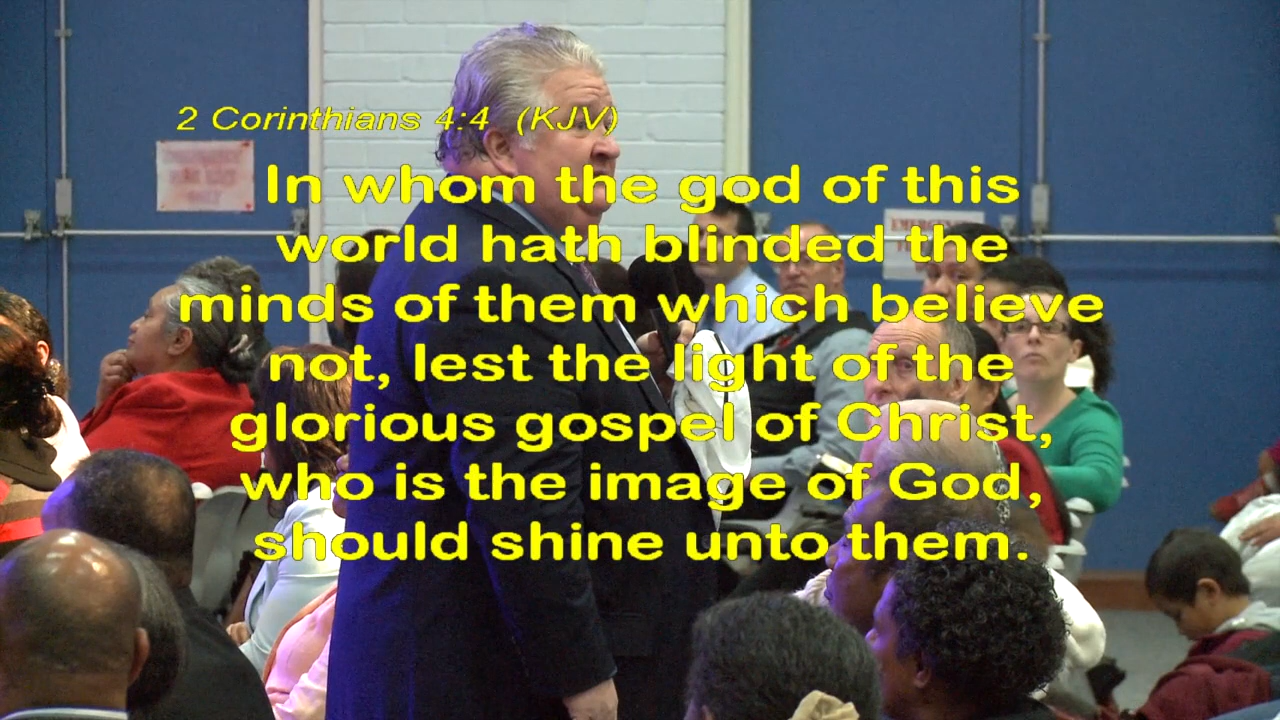 2 Corinthians 4:4 (KJV)
In whom the god of this
world hath blinded the
minds of them which believe
not, lest the light of the
glorious gospel of Christ,
who is the image of God,
should shine unto them.